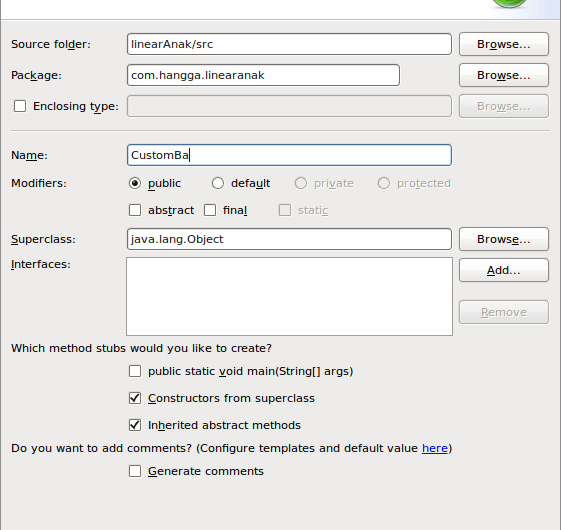 Source folder: linearAnak/src Browse...
Package: com.hangga.linearanak Browse...
Enclosing type: Browse...
Name: CustomBa
Modifiers: public default private protected
abstract final static
Superclass: java.lang.Object Browse...
Interfaces: Add...
Remove
Which method stubs would you like to create?
public static void main(String[] args)
Constructors from superclass
Inherited abstract methods
Do you want to add comments? (Configure templates and default value here)
Generate comments